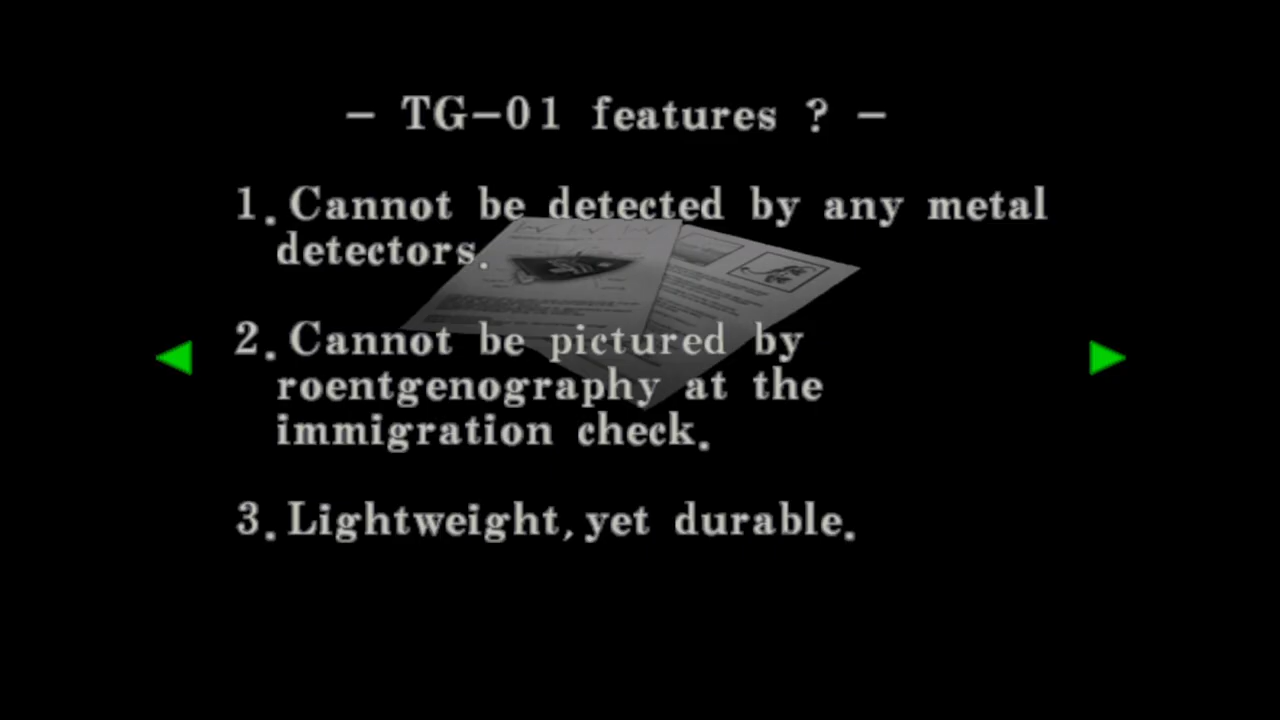 – TG–01 features ? –
1. Cannot be detected by any metal
detectors.
2. Cannot be pictured by
roentgenography at the
immigration check.
3. Lightweight, yet durable.